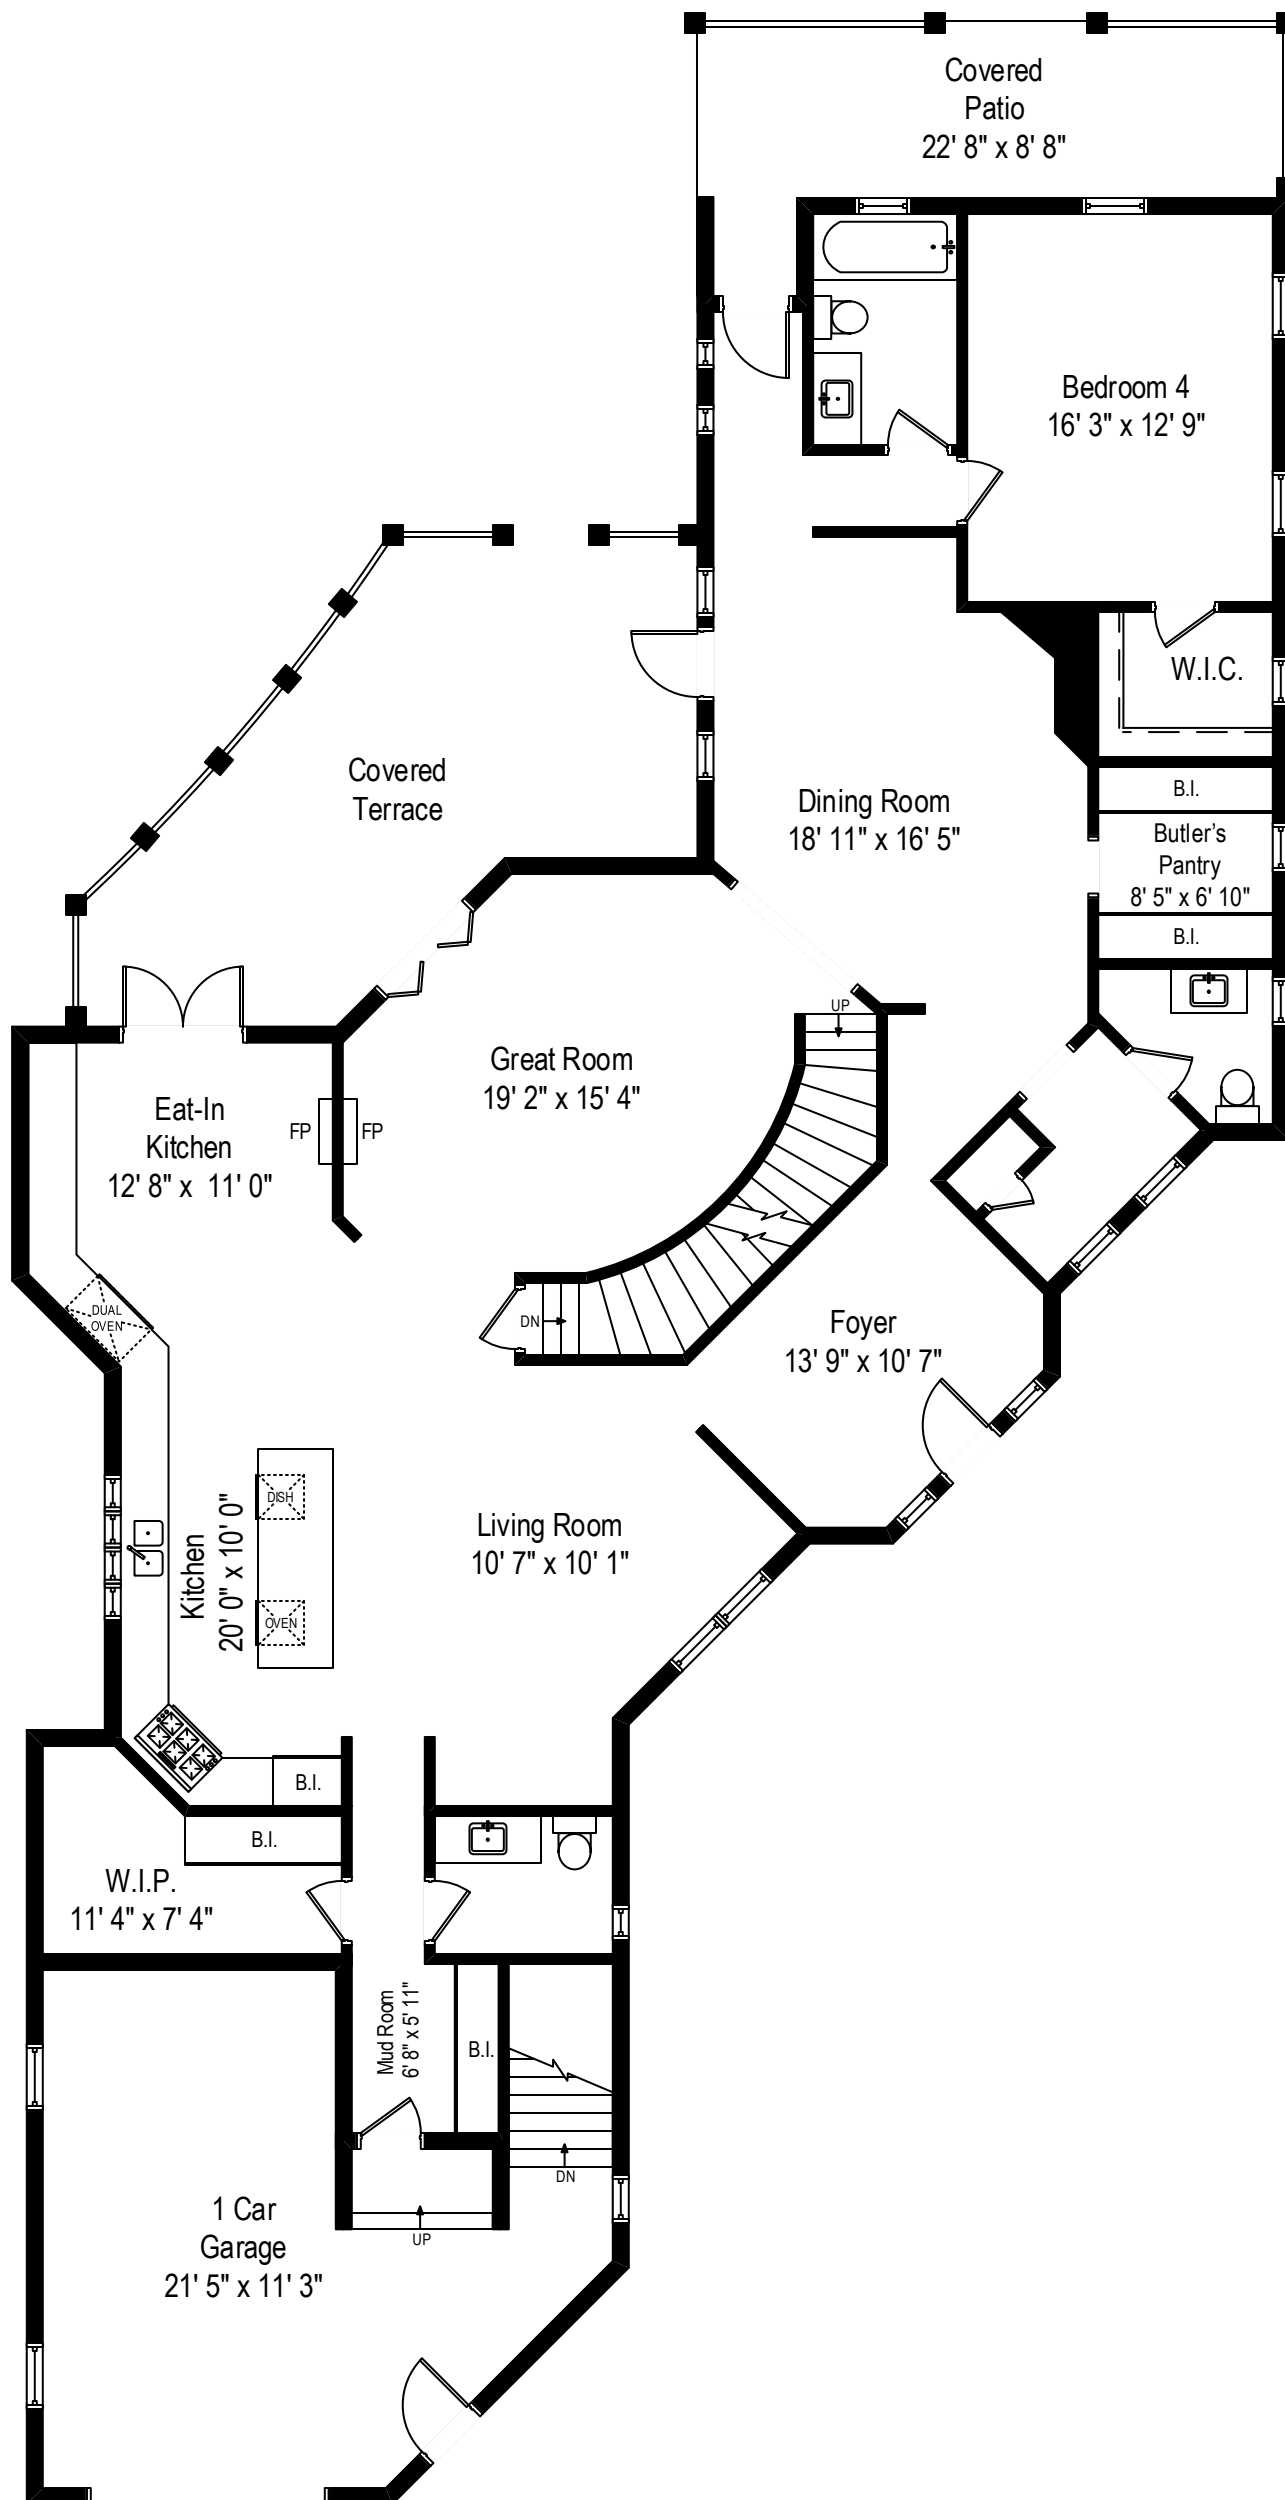 Covered
Patio
22' 8" x 8' 8"
Bedroom 4
16' 3" x 12' 9"
W.I.C.
B.I.
Butler's
Pantry
8' 5" x 6' 10"
B.I.
Covered
Terrace
Dining Room
18' 11" x 16' 5"
UP
Great Room
19' 2" x 15' 4"
Eat-In
Kitchen
12' 8" x 11' 0"
FP
FP
DUAL
OVEN
DN
Foyer
13' 9" x 10' 7"
DISH
OVEN
Kitchen
20' 0" x 10' 0"
Living Room
10' 7" x 10' 1"
B.I.
B.I.
W.I.P.
11' 4" x 7' 4"
Mud Room
6' 8" x 5' 11"
B.I.
DN
UP
1 Car
Garage
21' 5" x 11' 3"